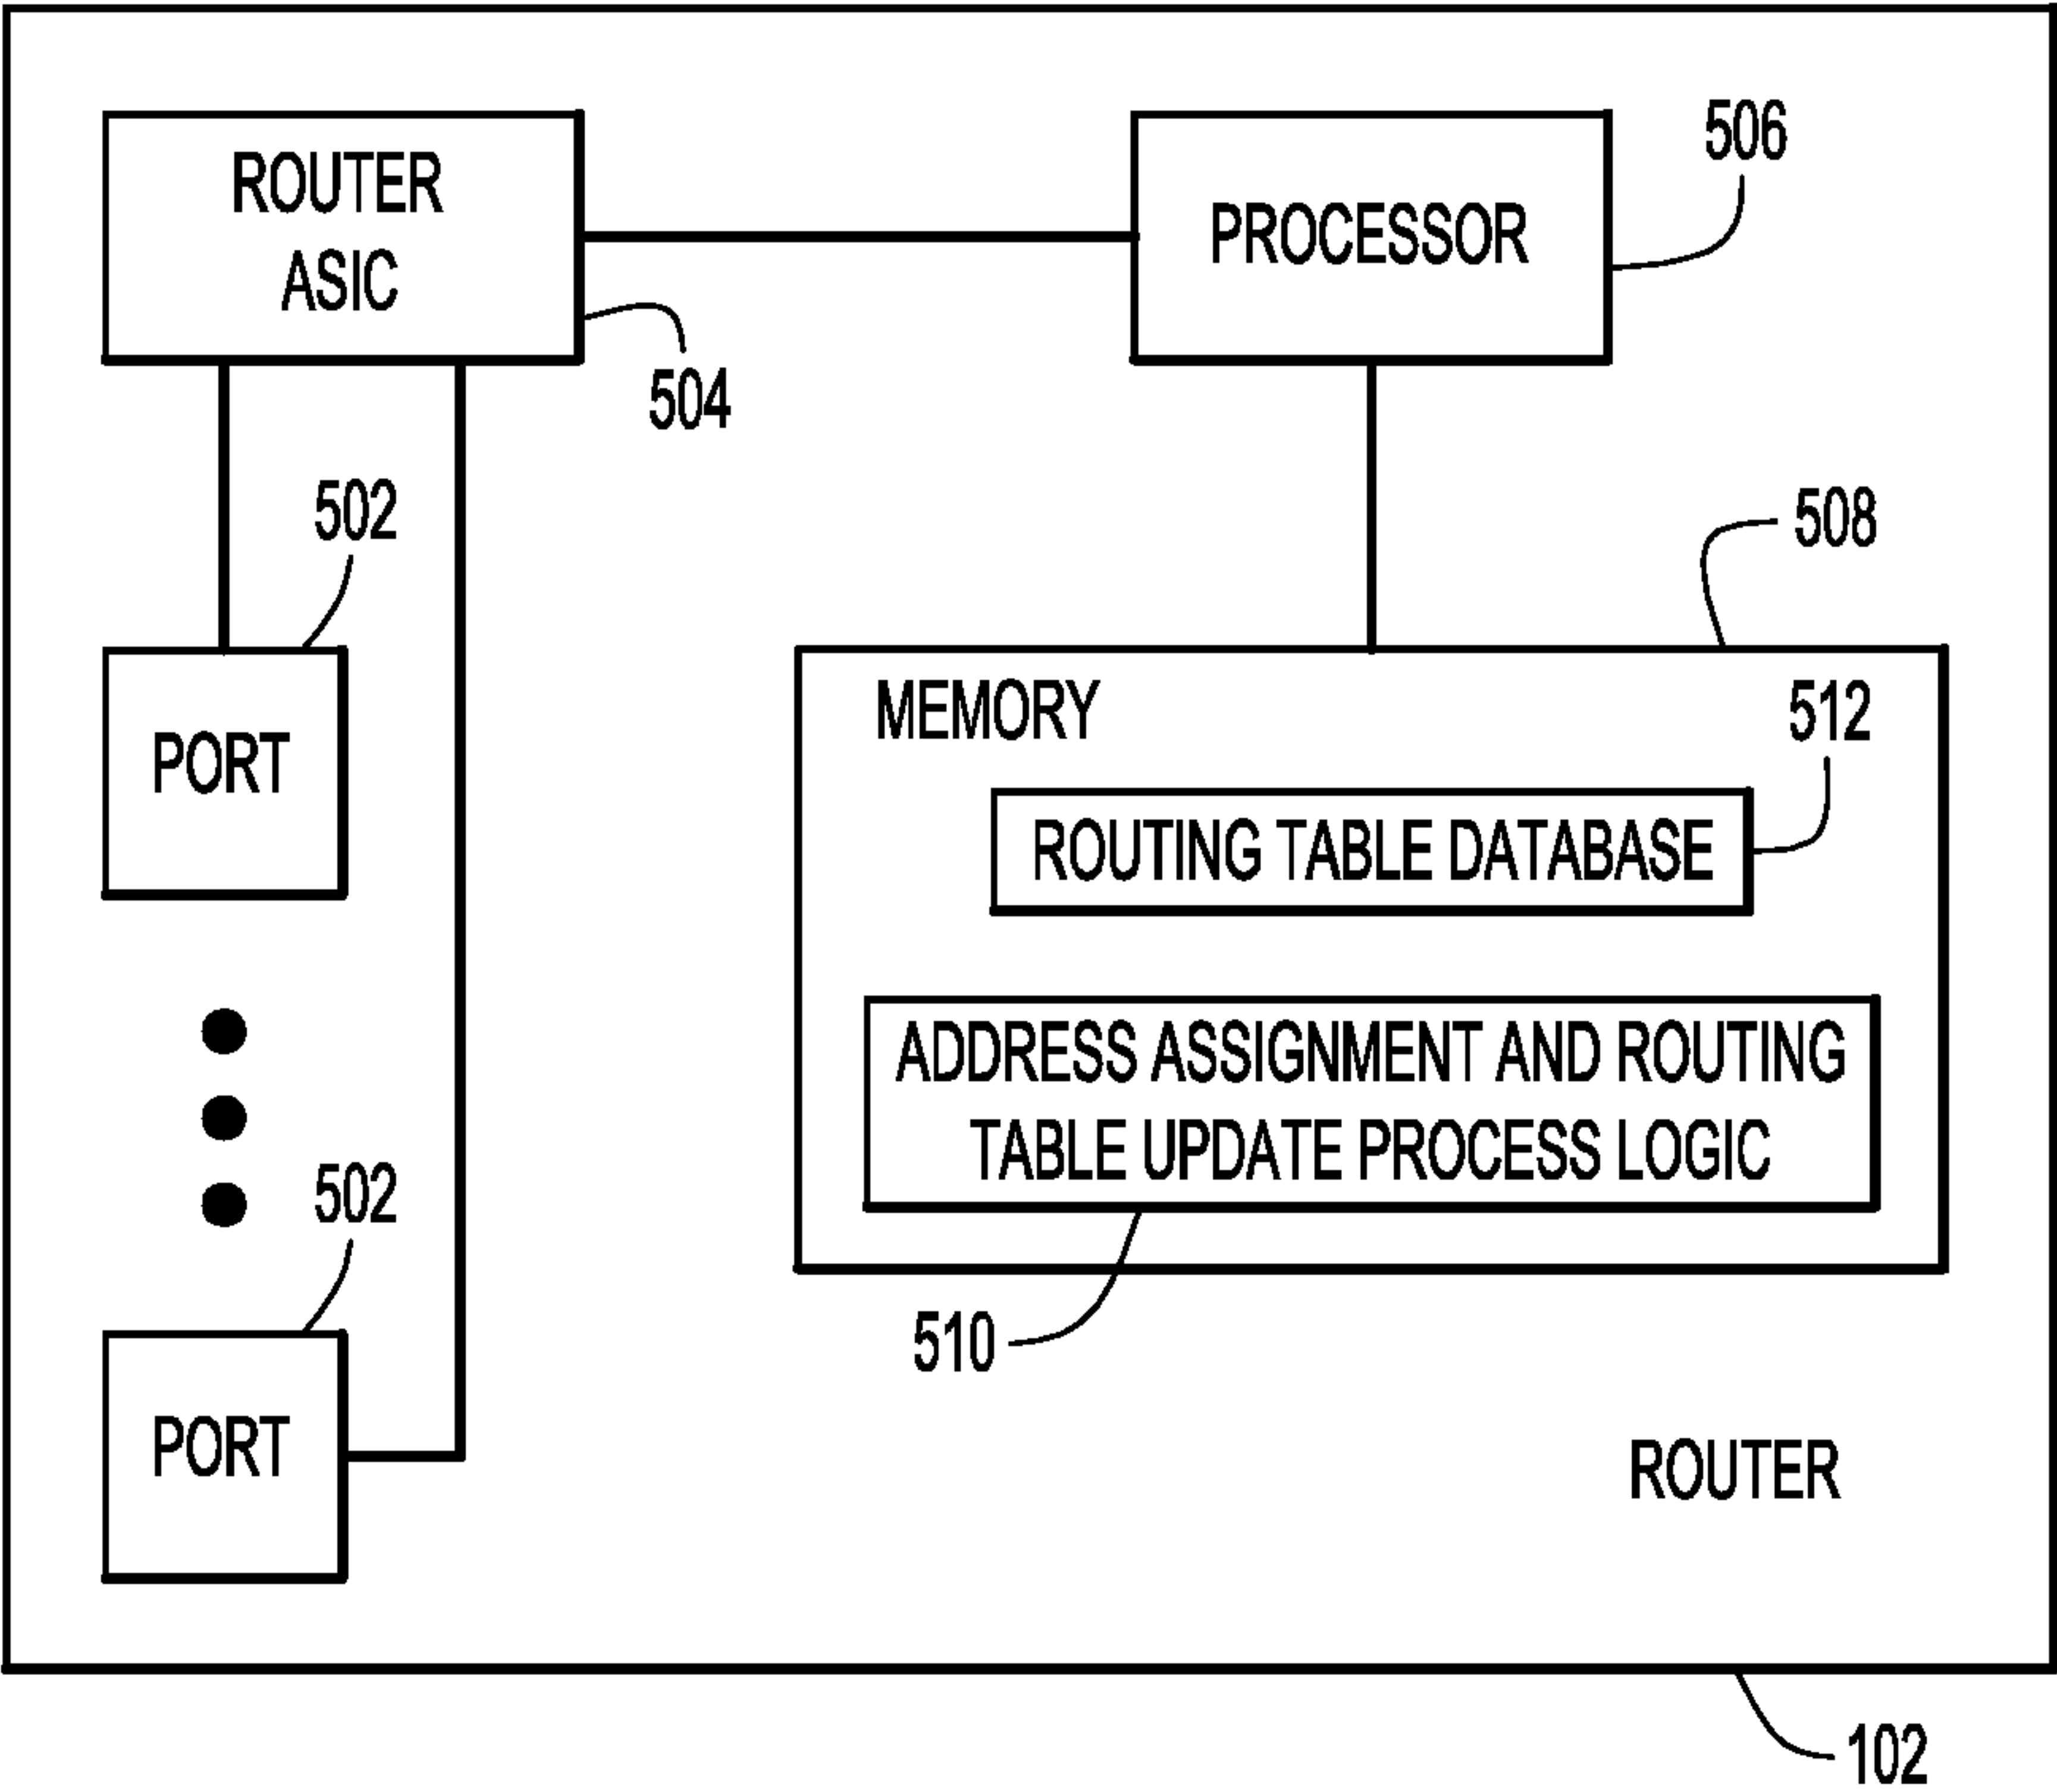 ROUTER
ASIC
504
PROCESSOR
506
502
PORT
502
PORT
508
MEMORY
512
ROUTING TABLE DATABASE
ADDRESS ASSIGNMENT AND ROUTING
TABLE UPDATE PROCESS LOGIC
510
ROUTER
102